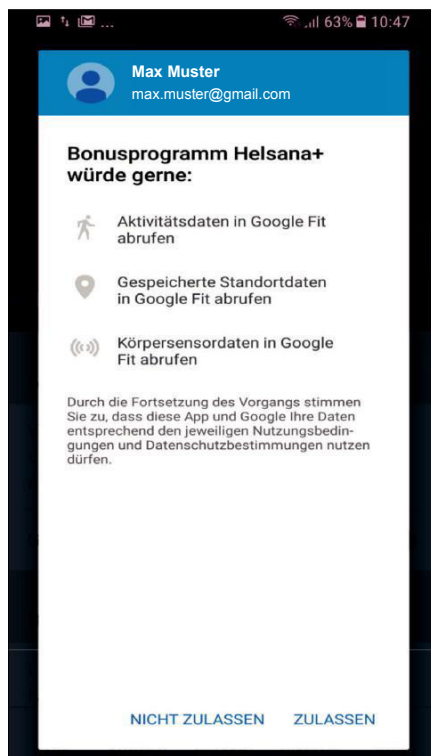 ... 63% 10:47
Max Muster
max.muster@gmail.com
Bonusprogramm Helsana+
würde gerne:
Aktivitätsdaten in Google Fit
abrufen
Gespeicherte Standortdaten
in Google Fit abrufen
Körpersensordaten in Google
Fit abrufen
Durch die Fortsetzung des Vorgangs stimmen
Sie zu, dass diese App und Google Ihre Daten
entsprechend den jeweiligen Nutzungsbedin-
gungen und Datenschutzbestimmungen nutzen
dürfen.
NICHT ZULASSEN ZULASSEN